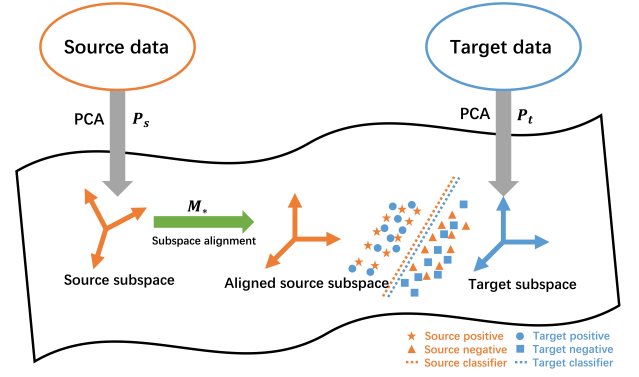 Source data
Target data
PCA
P_s
PCA
P_t
M_*
Subspace alignment
Source subspace
Aligned source subspace
Target subspace
Source positive
Target positive
Source negative
Target negative
Source classifier
Target classifier